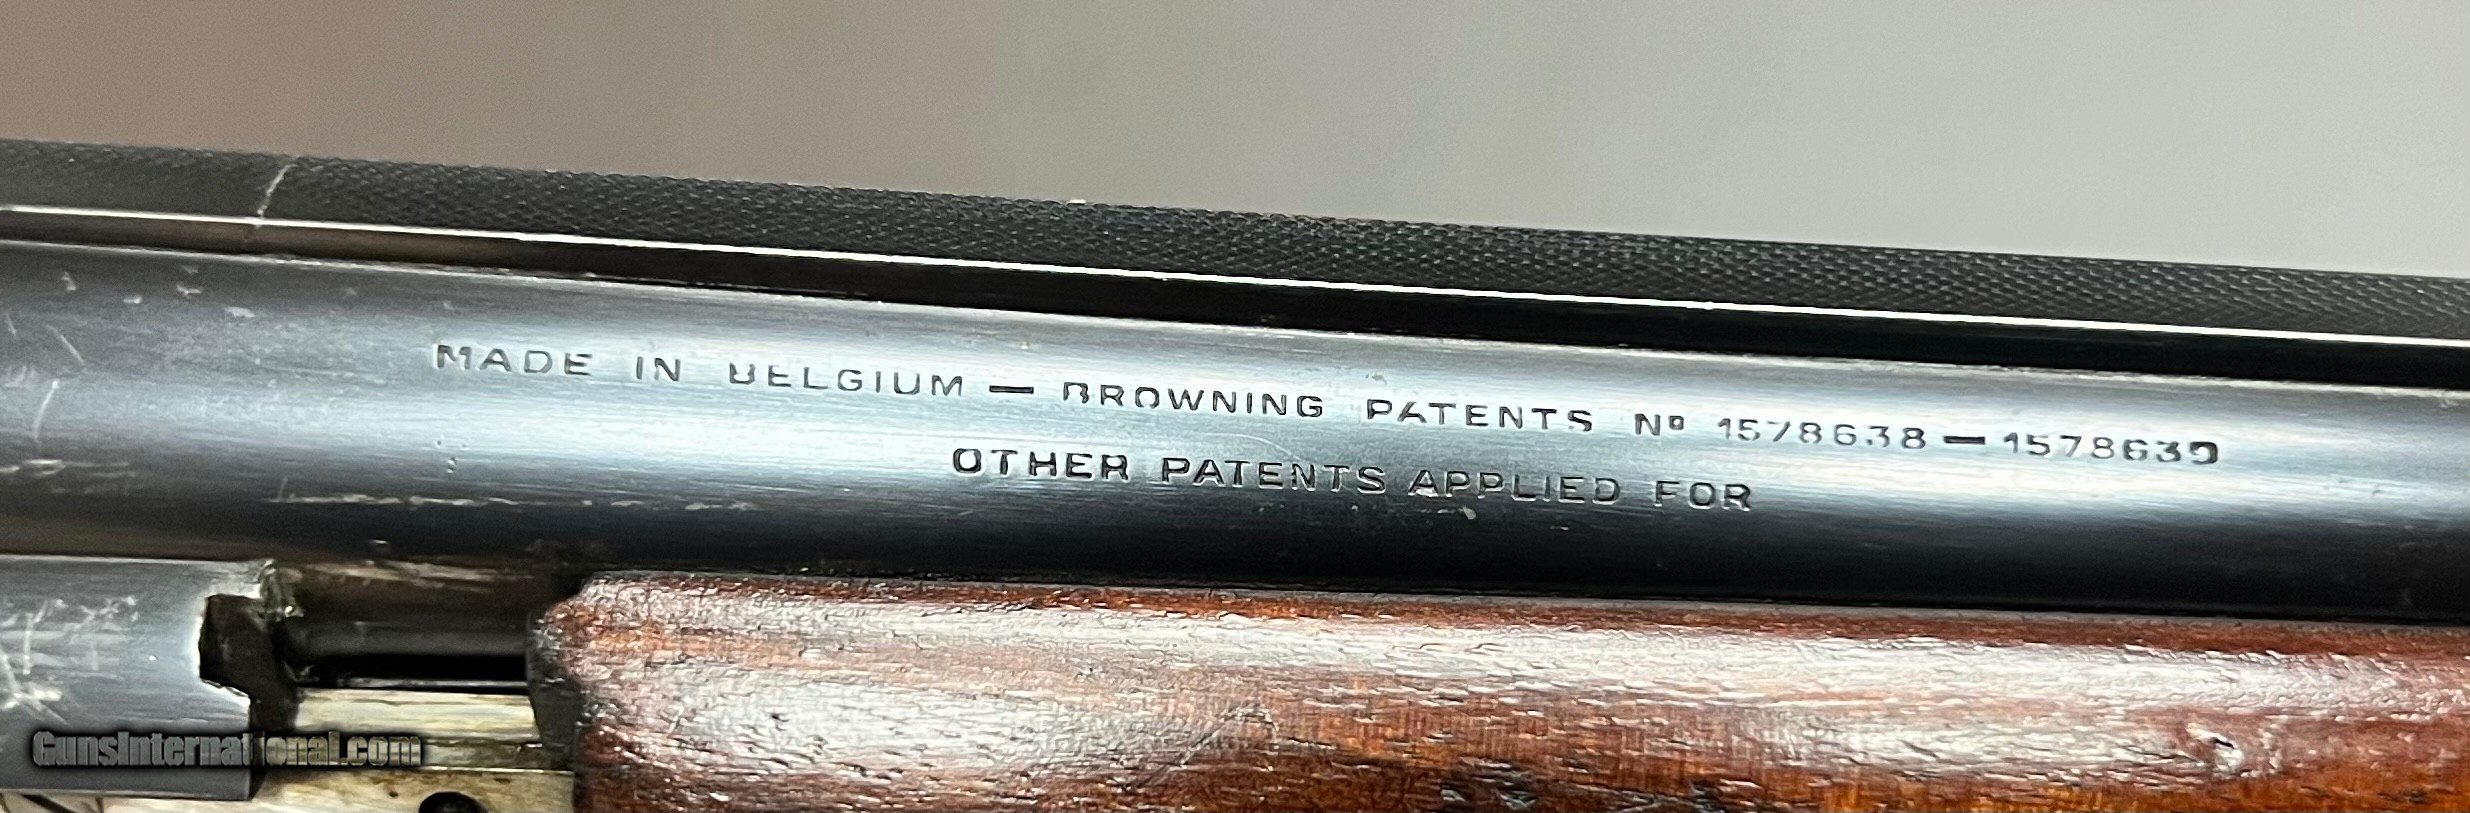 MADE IN BELGIUM — BROWNING PATENTS Nº 1578638 — 1578639
OTHER PATENTS APPLIED FOR
GunsInternational.com